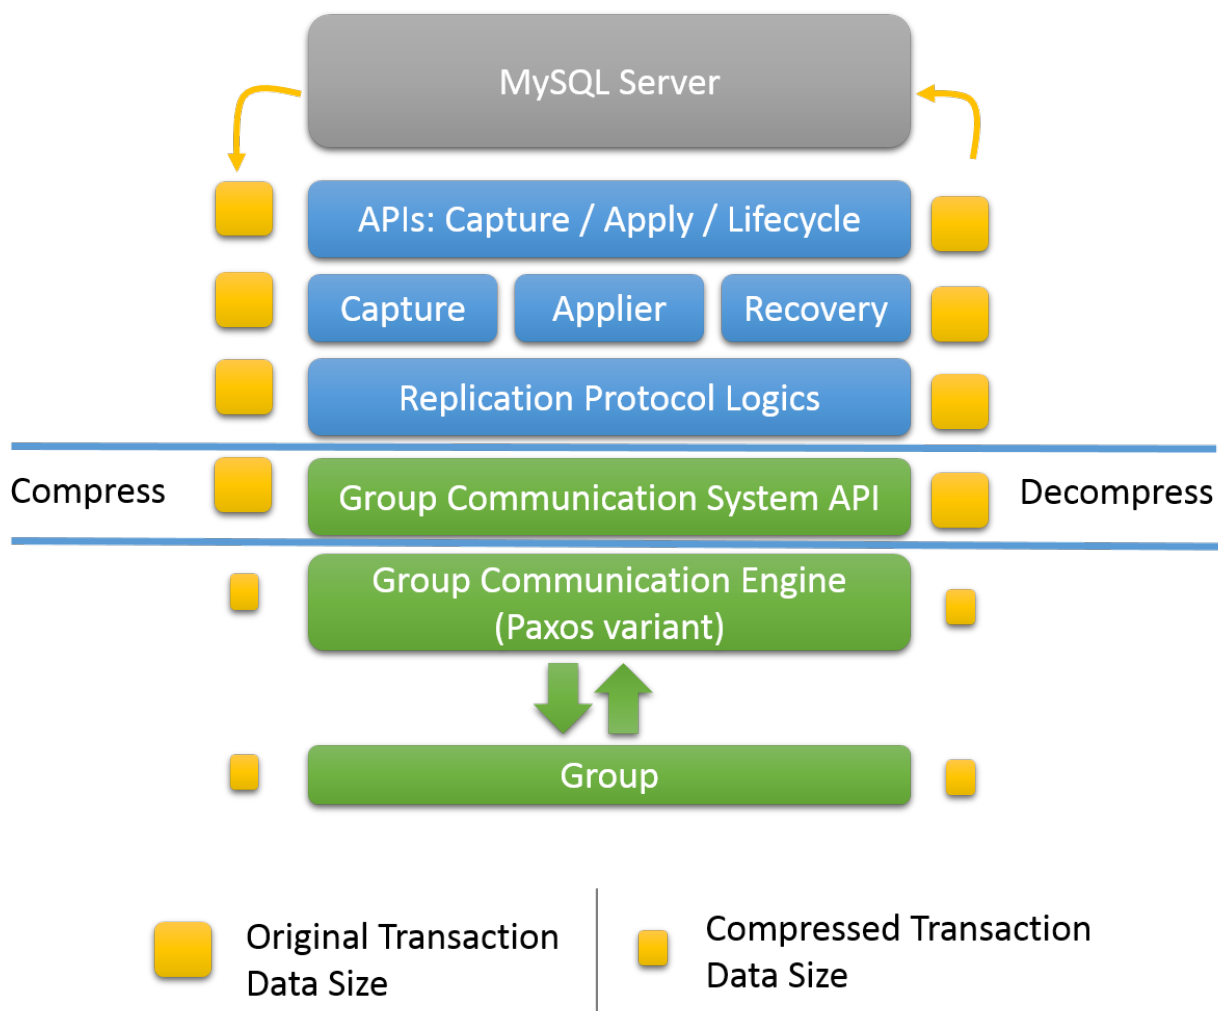 MySQL Server
APIs: Capture / Apply / Lifecycle
Capture
Applier
Recovery
Replication Protocol Logics
Compress
Group Communication System API
Decompress
Group Communication Engine
(Paxos variant)
Group
Original Transaction
Data Size
Compressed Transaction
Data Size